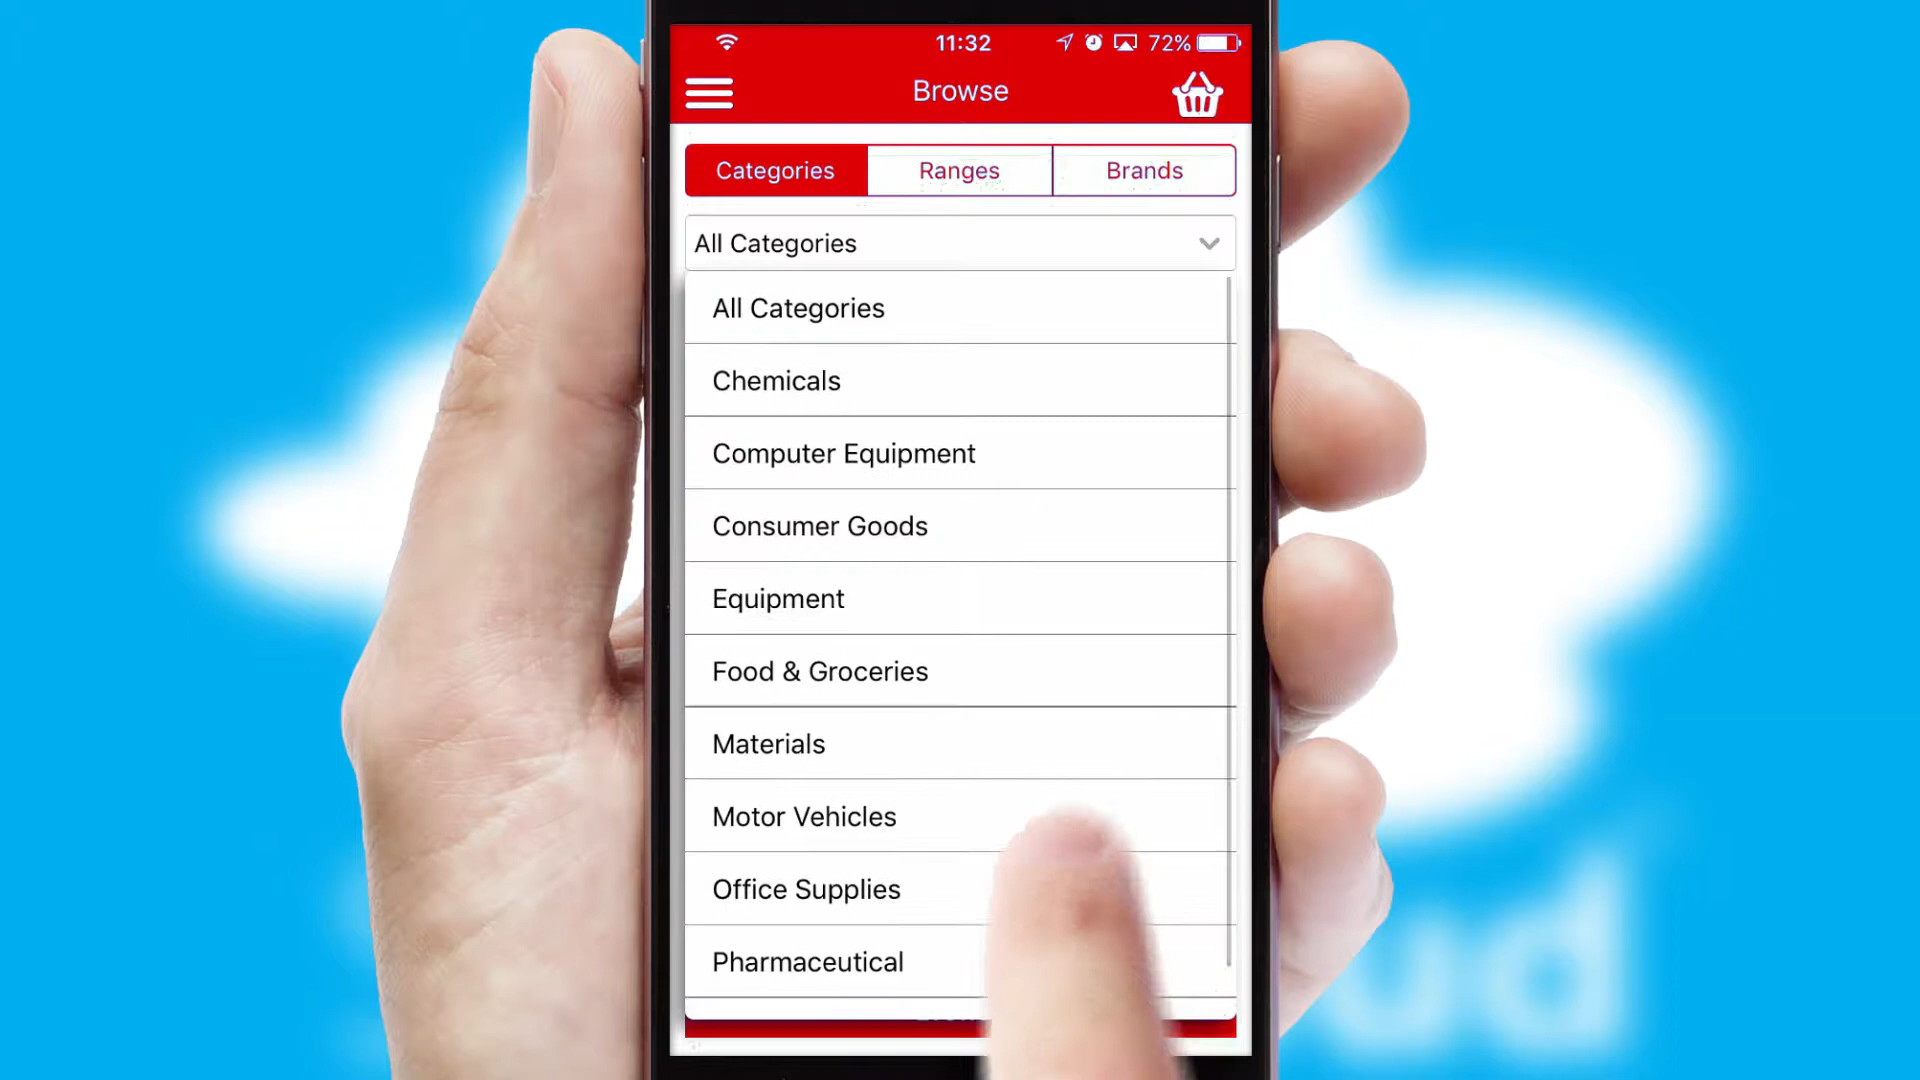 11:32
72%
Browse
Categories
Ranges
Brands
All Categories
All Categories
Chemicals
Computer Equipment
Consumer Goods
Equipment
Food & Groceries
Materials
Motor Vehicles
Office Supplies
Pharmaceutical
ud